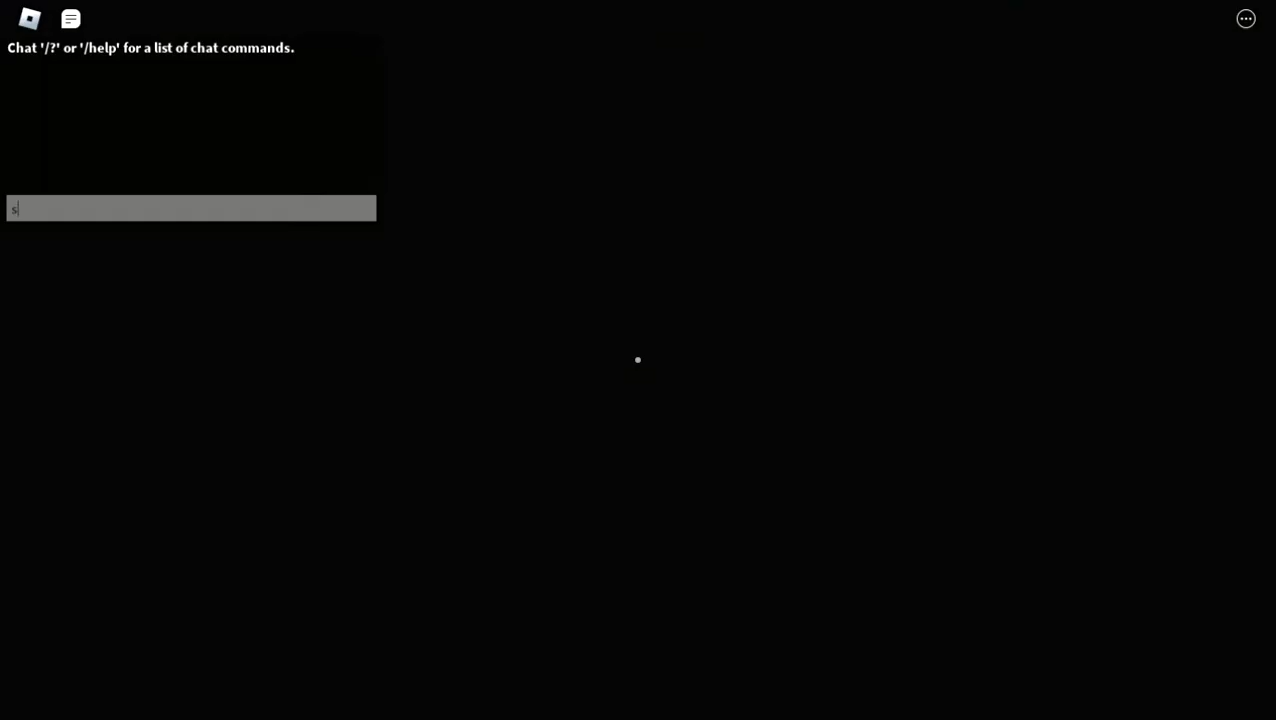 Chat '/?' or '/help' for a list of chat commands.
s